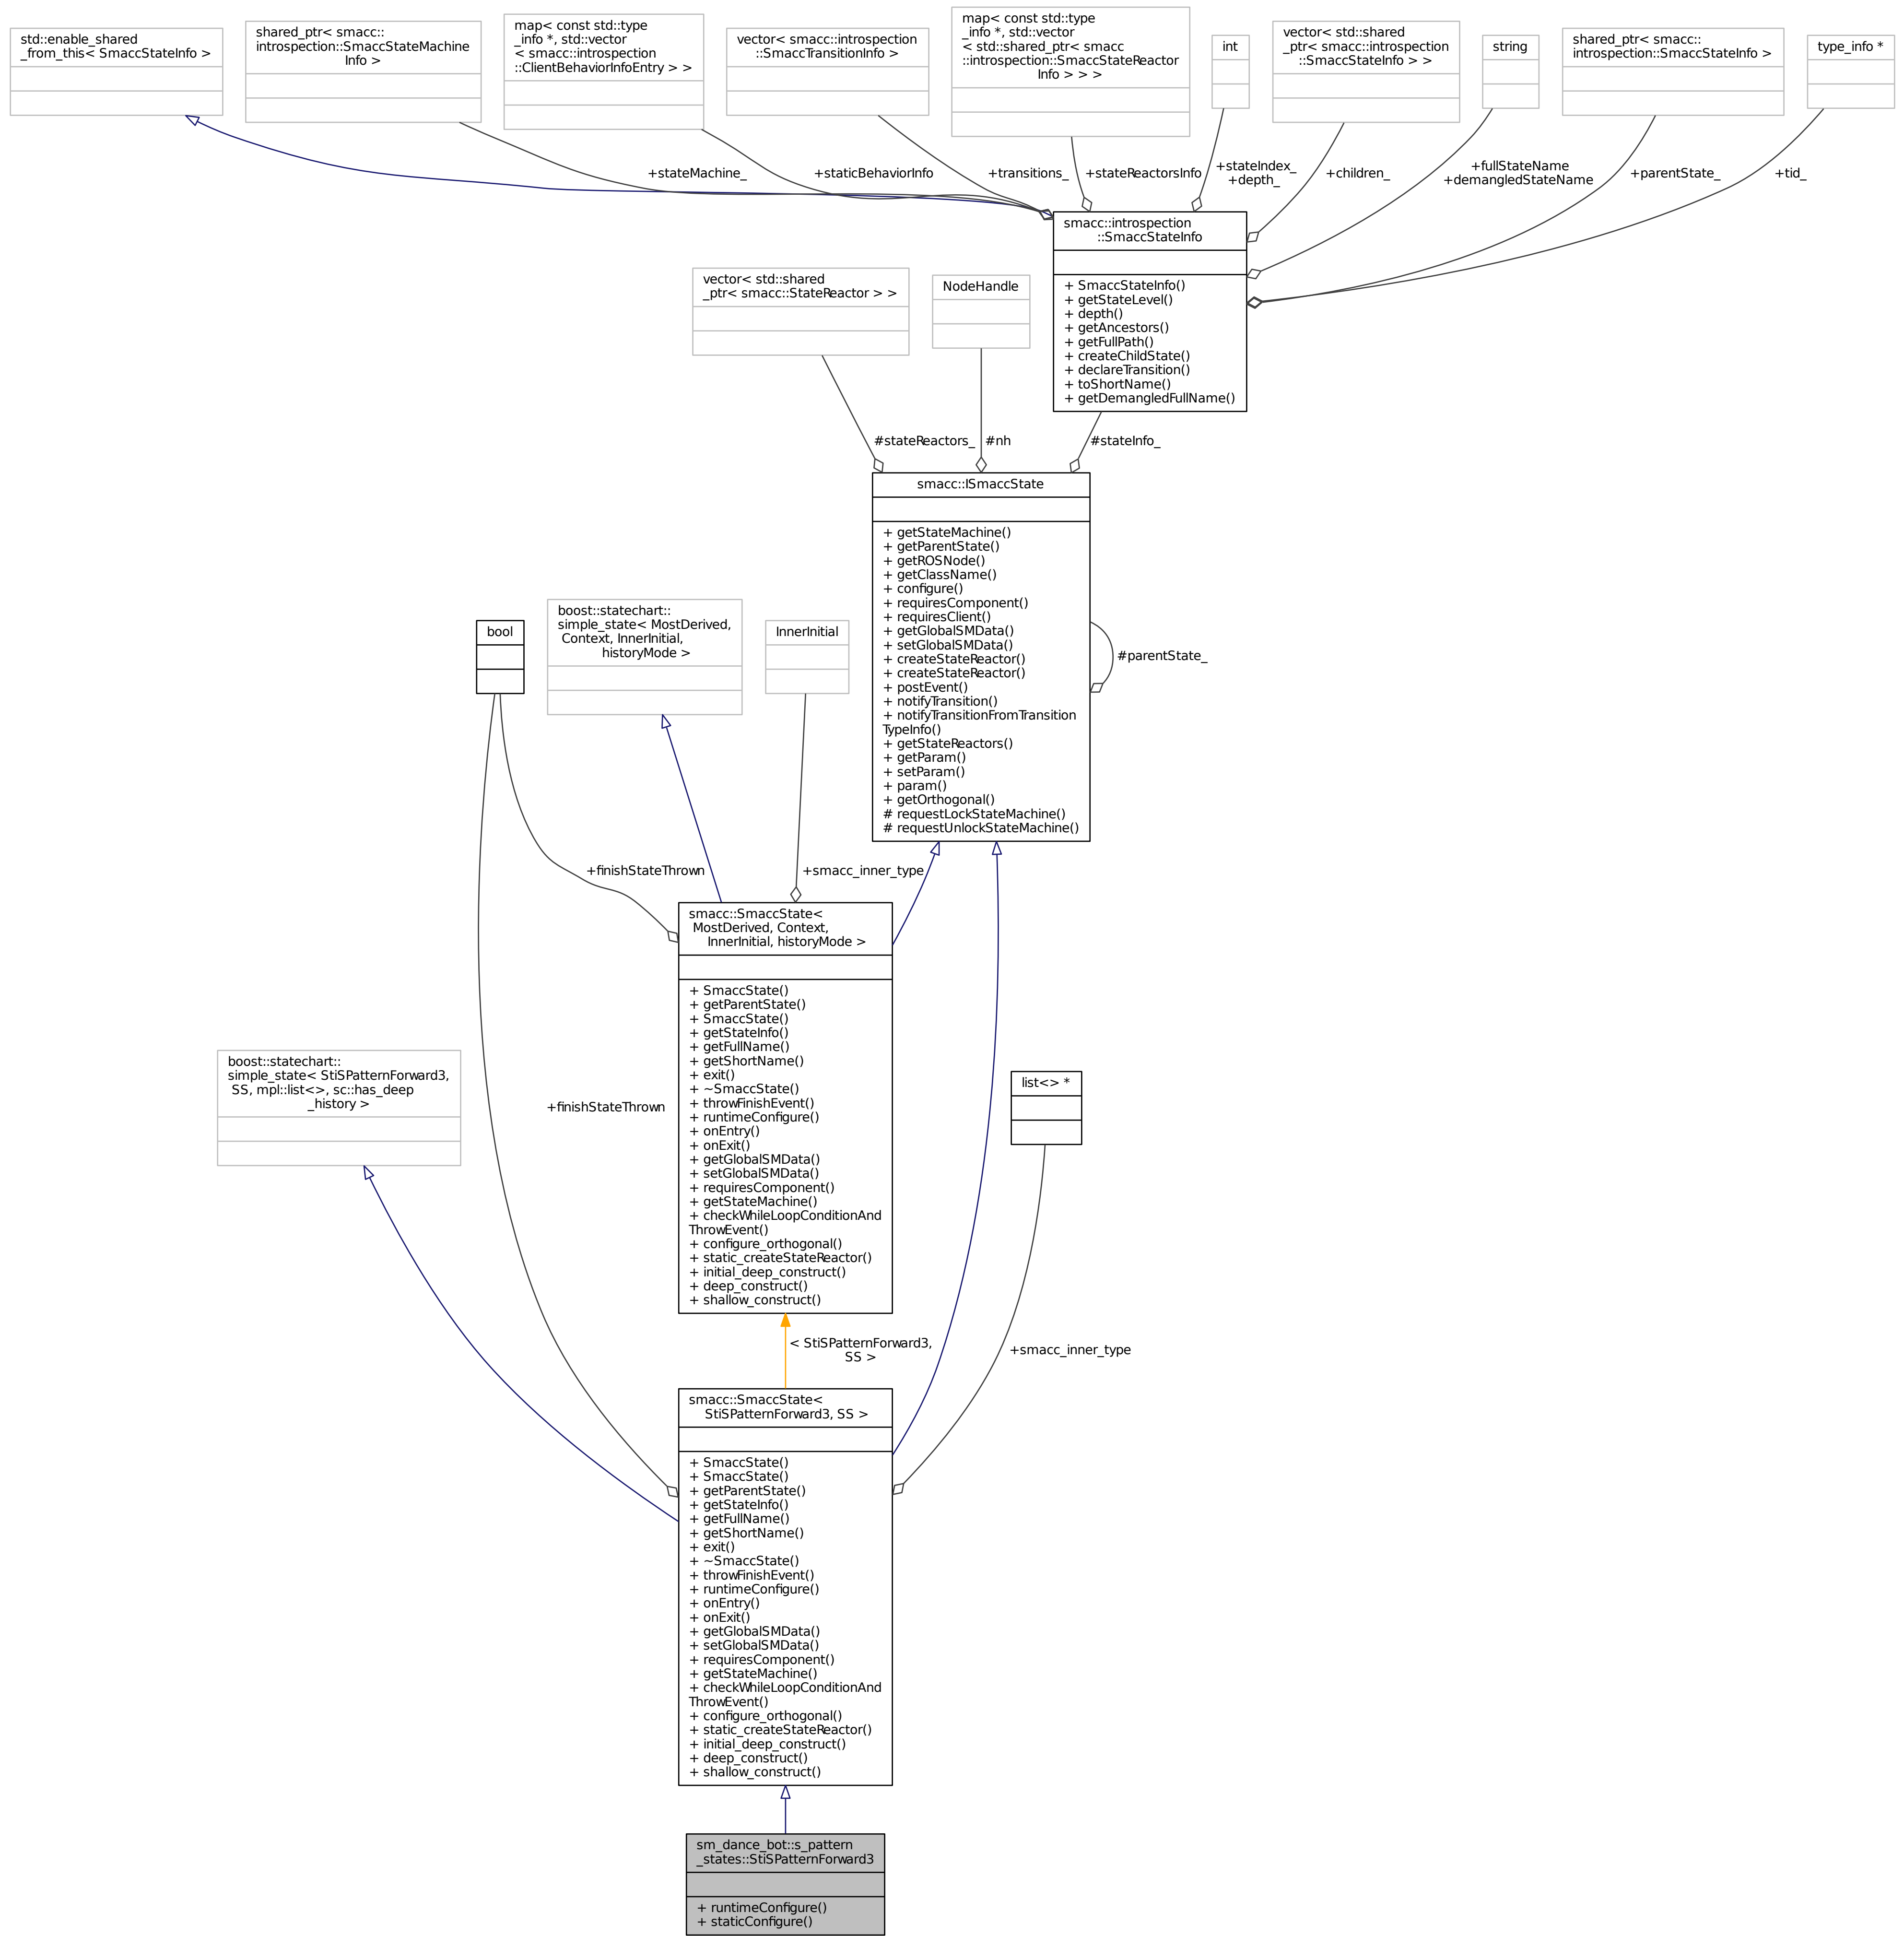 std::enable_shared
_from_this< SmaccStateInfo >
shared_ptr< smacc::
introspection::SmaccStateMachine
Info >
map< const std::type
_info *, std::vector
< smacc::introspection
::ClientBehaviorInfoEntry > >
vector< smacc::introspection
::SmaccTransitionInfo >
map< const std::type
_info *, std::vector
< std::shared_ptr< smacc
::introspection::SmaccStateReactor
Info > > >
int
vector< std::shared
_ptr< smacc::introspection
::SmaccStateInfo > >
string
shared_ptr< smacc::
introspection::SmaccStateInfo >
type_info *
+stateMachine_
+staticBehaviorInfo
+transitions_
+stateReactorsInfo
+stateIndex_
+depth_
+children_
+fullStateName
+demangledStateName
+parentState_
+tid_
smacc::introspection
::SmaccStateInfo
+ SmaccStateInfo()
+ getStateLevel()
+ depth()
+ getAncestors()
+ getFullPath()
+ createChildState()
+ declareTransition()
+ toShortName()
+ getDemangledFullName()
vector< std::shared
_ptr< smacc::StateReactor > >
NodeHandle
#stateReactors_
#nh
#stateInfo_
smacc::ISmaccState
+ getStateMachine()
+ getParentState()
+ getROSNode()
+ getClassName()
+ configure()
+ requiresComponent()
+ requiresClient()
+ getGlobalSMData()
+ setGlobalSMData()
+ createStateReactor()
+ createStateReactor()
+ postEvent()
+ notifyTransition()
+ notifyTransitionFromTransition
TypeInfo()
+ getStateReactors()
+ getParam()
+ setParam()
+ param()
+ getOrthogonal()
# requestLockStateMachine()
# requestUnlockStateMachine()
#parentState_
bool
boost::statechart::
simple_state< MostDerived,
Context, InnerInitial,
historyMode >
InnerInitial
+finishStateThrown
+smacc_inner_type
smacc::SmaccState<
MostDerived, Context,
InnerInitial, historyMode >
+ SmaccState()
+ getParentState()
+ SmaccState()
+ getStateInfo()
+ getFullName()
+ getShortName()
+ exit()
+ ~SmaccState()
+ throwFinishEvent()
+ runtimeConfigure()
+ onEntry()
+ onExit()
+ getGlobalSMData()
+ setGlobalSMData()
+ requiresComponent()
+ getStateMachine()
+ checkWhileLoopConditionAnd
ThrowEvent()
+ configure_orthogonal()
+ static_createStateReactor()
+ initial_deep_construct()
+ deep_construct()
+ shallow_construct()
boost::statechart::
simple_state< StiSPatternForward3,
SS, mpl::list<>, sc::has_deep
_history >
+finishStateThrown
list<> *
< StiSPatternForward3,
SS >
+smacc_inner_type
smacc::SmaccState<
StiSPatternForward3, SS >
+ SmaccState()
+ SmaccState()
+ getParentState()
+ getStateInfo()
+ getFullName()
+ getShortName()
+ exit()
+ ~SmaccState()
+ throwFinishEvent()
+ runtimeConfigure()
+ onEntry()
+ onExit()
+ getGlobalSMData()
+ setGlobalSMData()
+ requiresComponent()
+ getStateMachine()
+ checkWhileLoopConditionAnd
ThrowEvent()
+ configure_orthogonal()
+ static_createStateReactor()
+ initial_deep_construct()
+ deep_construct()
+ shallow_construct()
sm_dance_bot::s_pattern
_states::StiSPatternForward3
+ runtimeConfigure()
+ staticConfigure()